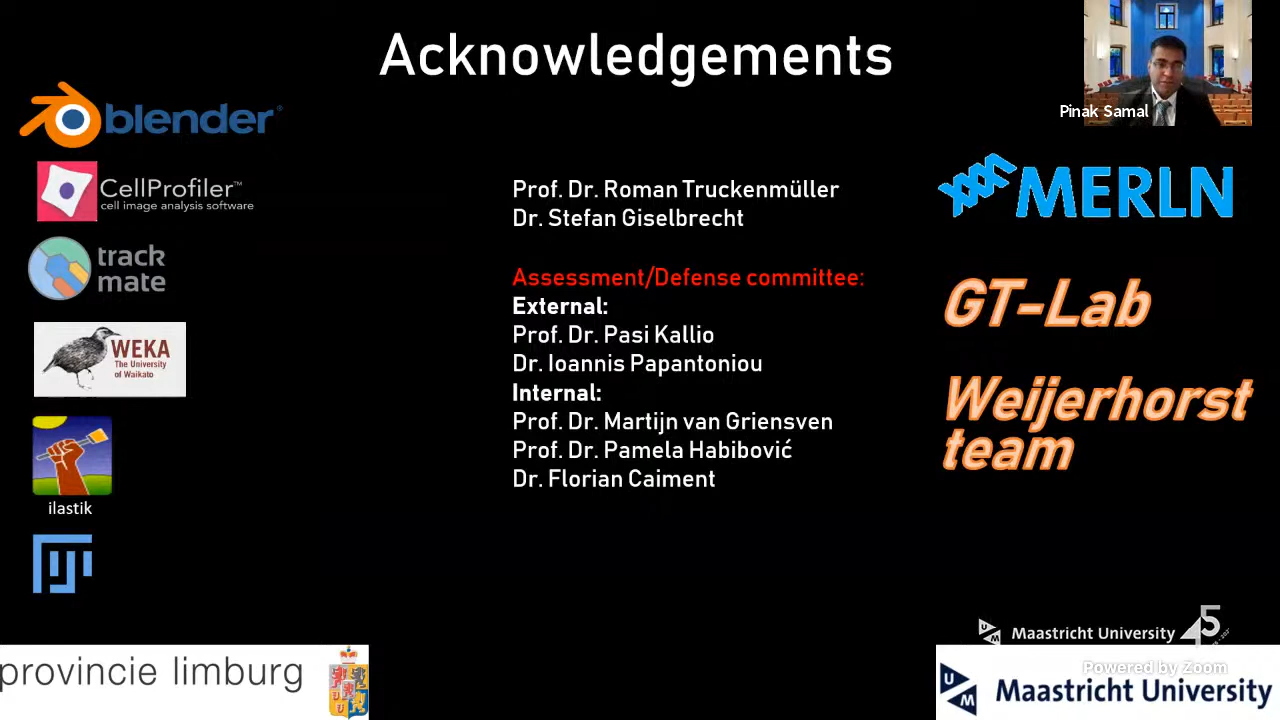 Acknowledgements
Pinak Samal
blender
CellProfiler™
cell image analysis software
track
mate
WEKA
The University
of Waikato
ilastik
Prof. Dr. Roman Truckenmüller
Dr. Stefan Giselbrecht
Assessment/Defense committee:
External:
Prof. Dr. Pasi Kallio
Dr. Ioannis Papantoniou
Internal:
Prof. Dr. Martijn van Griensven
Prof. Dr. Pamela Habibović
Dr. Florian Caiment
MERLN
GT-Lab
Weijerhorst
team
provincie limburg
Maastricht University 45
Powered by Zoom
Maastricht University